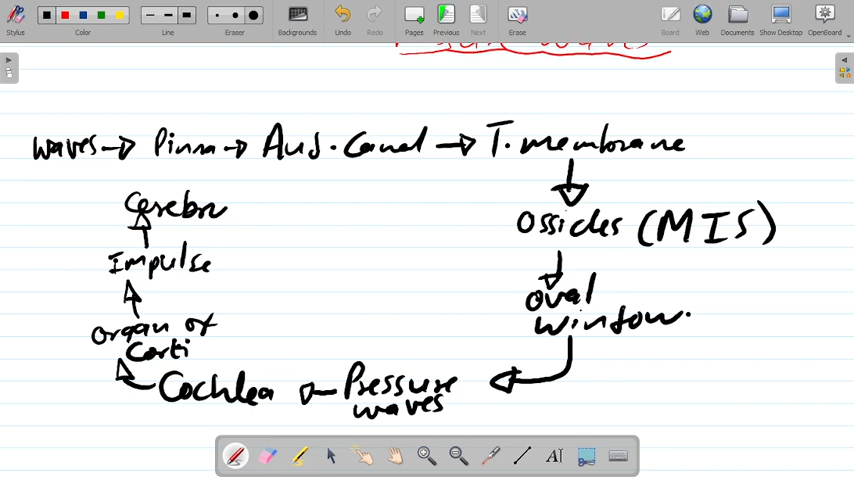 Stylus Color Line Eraser Backgrounds Undo Redo Pages Previous Next Erase Board Web Documents Show Desktop OpenBoard
waves → Pinna → Aud. Canal → T. membrane
Cerebr
Ossicles (MIS)
Impulse
Oval
window.
Organ of
Corti
Cochlea ← Pressure
waves